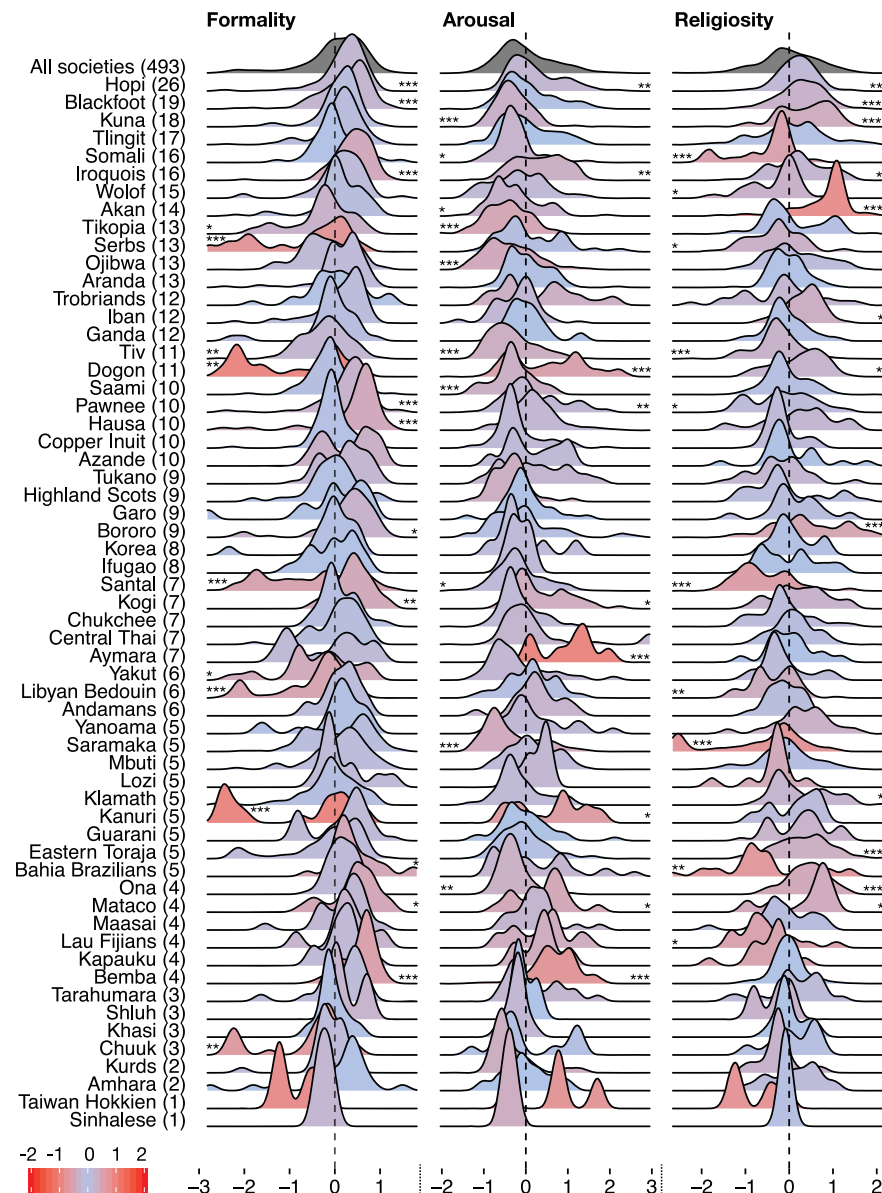 Formality Arousal Religiosity
All societies (493)
Hopi (26) *** ** **
Blackfoot (19) *** ***
Kuna (18) *** ***
Tlingit (17)
Somali (16) * ***
Iroquois (16) *** ** *
Wolof (15) *
Akan (14) * ***
Tikopia (13) * ***
Serbs (13) *** *
Ojibwa (13) ***
Aranda (13)
Trobriands (12)
Iban (12) *
Ganda (12)
Tiv (11) ** *** ***
Dogon (11) ** *** *
Saami (10) ***
Pawnee (10) *** ** *
Hausa (10) ***
Copper Inuit (10)
Azande (10)
Tukano (9)
Highland Scots (9)
Garo (9)
Bororo (9) * ***
Korea (8)
Ifugao (8)
Santal (7) *** * ***
Kogi (7) ** *
Chukchee (7)
Central Thai (7)
Aymara (7) ***
Yakut (6) *
Libyan Bedouin (6) *** **
Andamans (6)
Yanoama (5)
Saramaka (5) *** ***
Mbuti (5)
Lozi (5)
Klamath (5) *
Kanuri (5) *** *
Guarani (5)
Eastern Toraja (5) ***
Bahia Brazilians (5) * **
Ona (4) ** ***
Mataco (4) * * *
Maasai (4)
Lau Fijians (4) *
Kapauku (4)
Bemba (4) *** ***
Tarahumara (3)
Shluh (3)
Khasi (3)
Chuuk (3) **
Kurds (2)
Amhara (2)
Taiwan Hokkien (1)
Sinhalese (1)
-2 -1 0 1 2
−3 −2 −1 0 1 −2 −1 0 1 2 3 −2 −1 0 1 2